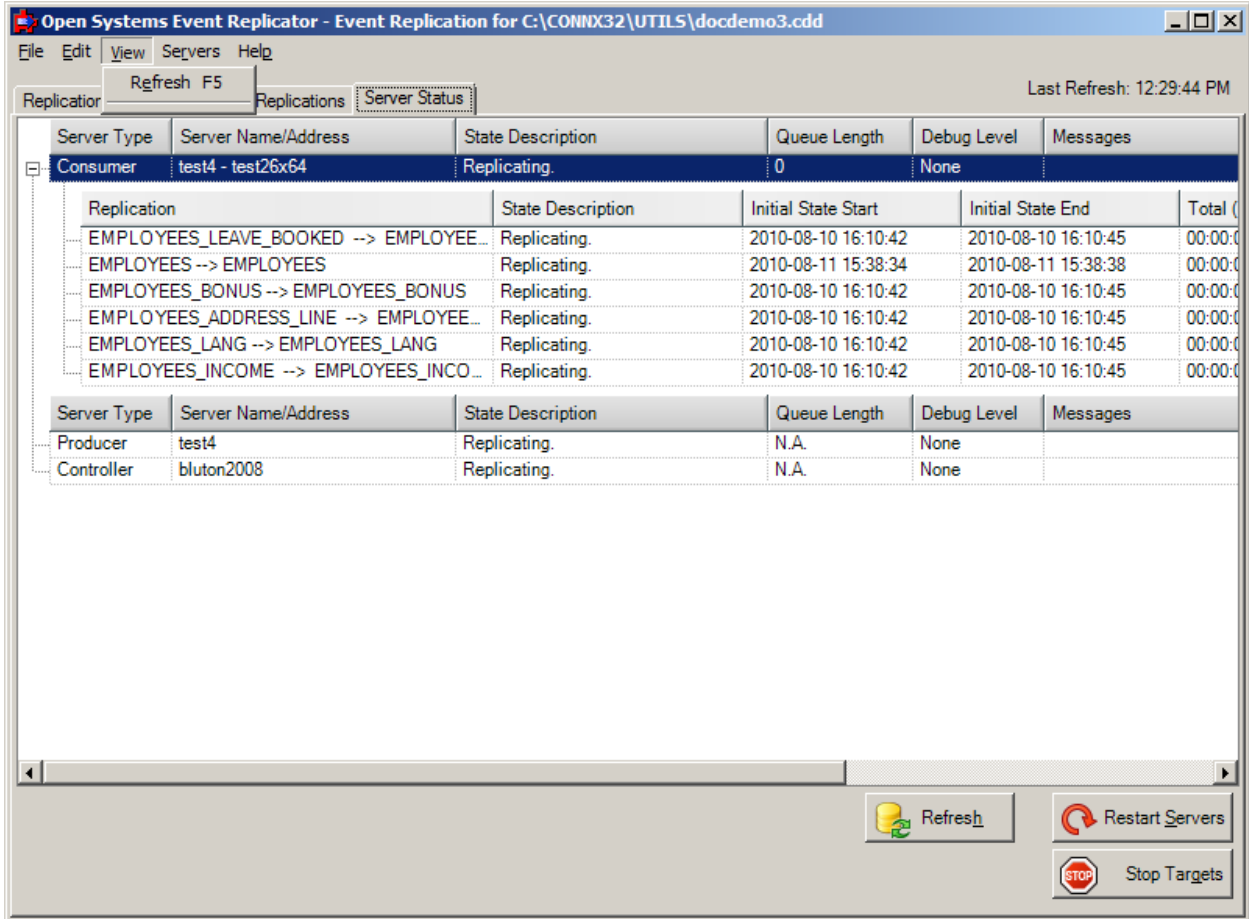 Open Systems Event Replicator - Event Replication for C:\CONNX32\UTILS\docdemo3.cdd
File Edit View Servers Help
Refresh F5
Last Refresh: 12:29:44 PM
Replication Replications Server Status
Server Type Server Name/Address State Description Queue Length Debug Level Messages
Consumer test4 - test26x64 Replicating. 0 None
Replication State Description Initial State Start Initial State End Total (
EMPLOYEES_LEAVE_BOOKED --> EMPLOYEE... Replicating. 2010-08-10 16:10:42 2010-08-10 16:10:45 00:00:0
EMPLOYEES --> EMPLOYEES Replicating. 2010-08-11 15:38:34 2010-08-11 15:38:38 00:00:0
EMPLOYEES_BONUS --> EMPLOYEES_BONUS Replicating. 2010-08-10 16:10:42 2010-08-10 16:10:45 00:00:0
EMPLOYEES_ADDRESS_LINE --> EMPLOYEE... Replicating. 2010-08-10 16:10:42 2010-08-10 16:10:45 00:00:0
EMPLOYEES_LANG --> EMPLOYEES_LANG Replicating. 2010-08-10 16:10:42 2010-08-10 16:10:45 00:00:0
EMPLOYEES_INCOME --> EMPLOYEES_INCO... Replicating. 2010-08-10 16:10:42 2010-08-10 16:10:45 00:00:0
Server Type Server Name/Address State Description Queue Length Debug Level Messages
Producer test4 Replicating. N.A. None
Controller bluton2008 Replicating. N.A. None
Refresh Restart Servers
STOP Stop Targets